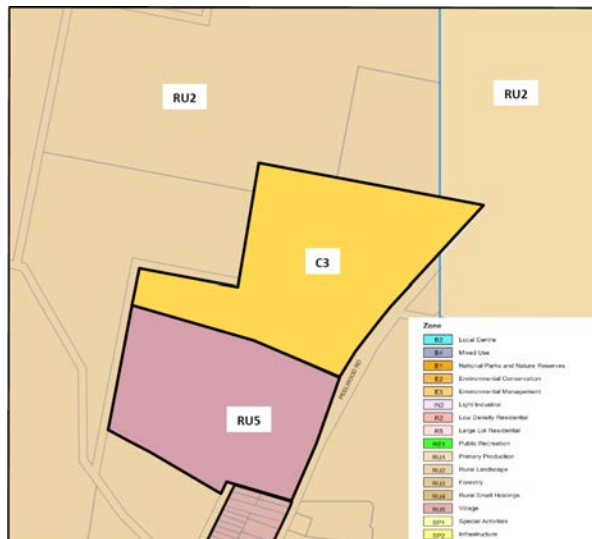 RU2
RU2
C3
RU5
PEELWOOD RD
Zone
B2 Local Centre
B4 Mixed Use
E1 National Parks and Nature Reserves
E2 Environmental Conservation
E3 Environmental Management
IN2 Light Industrial
R2 Low Density Residential
R5 Large Lot Residential
RE1 Public Recreation
RU1 Primary Production
RU2 Rural Landscape
RU3 Forestry
RU4 Rural Small Holdings
RU5 Village
SP1 Special Activities
SP2 Infrastructure